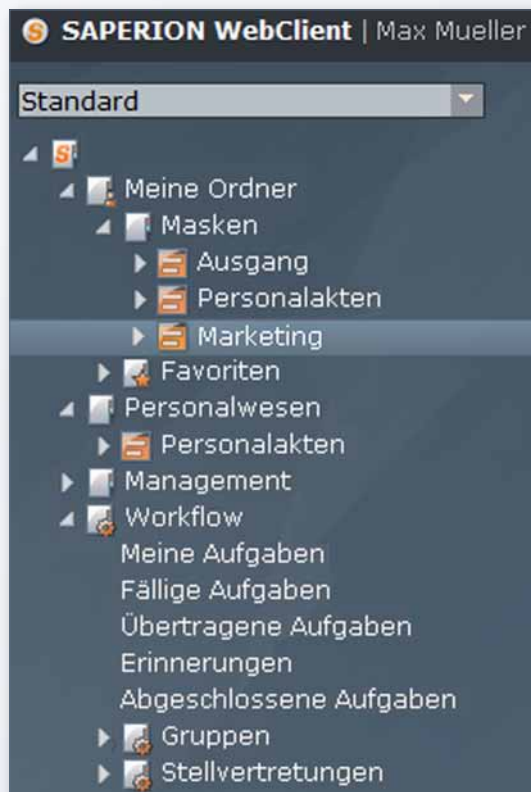 SAPERION WebClient | Max Mueller
Standard
Meine Ordner
Masken
Ausgang
Personalakten
Marketing
Favoriten
Personalwesen
Personalakten
Management
Workflow
Meine Aufgaben
Fällige Aufgaben
Übertragene Aufgaben
Erinnerungen
Abgeschlossene Aufgaben
Gruppen
Stellvertretungen